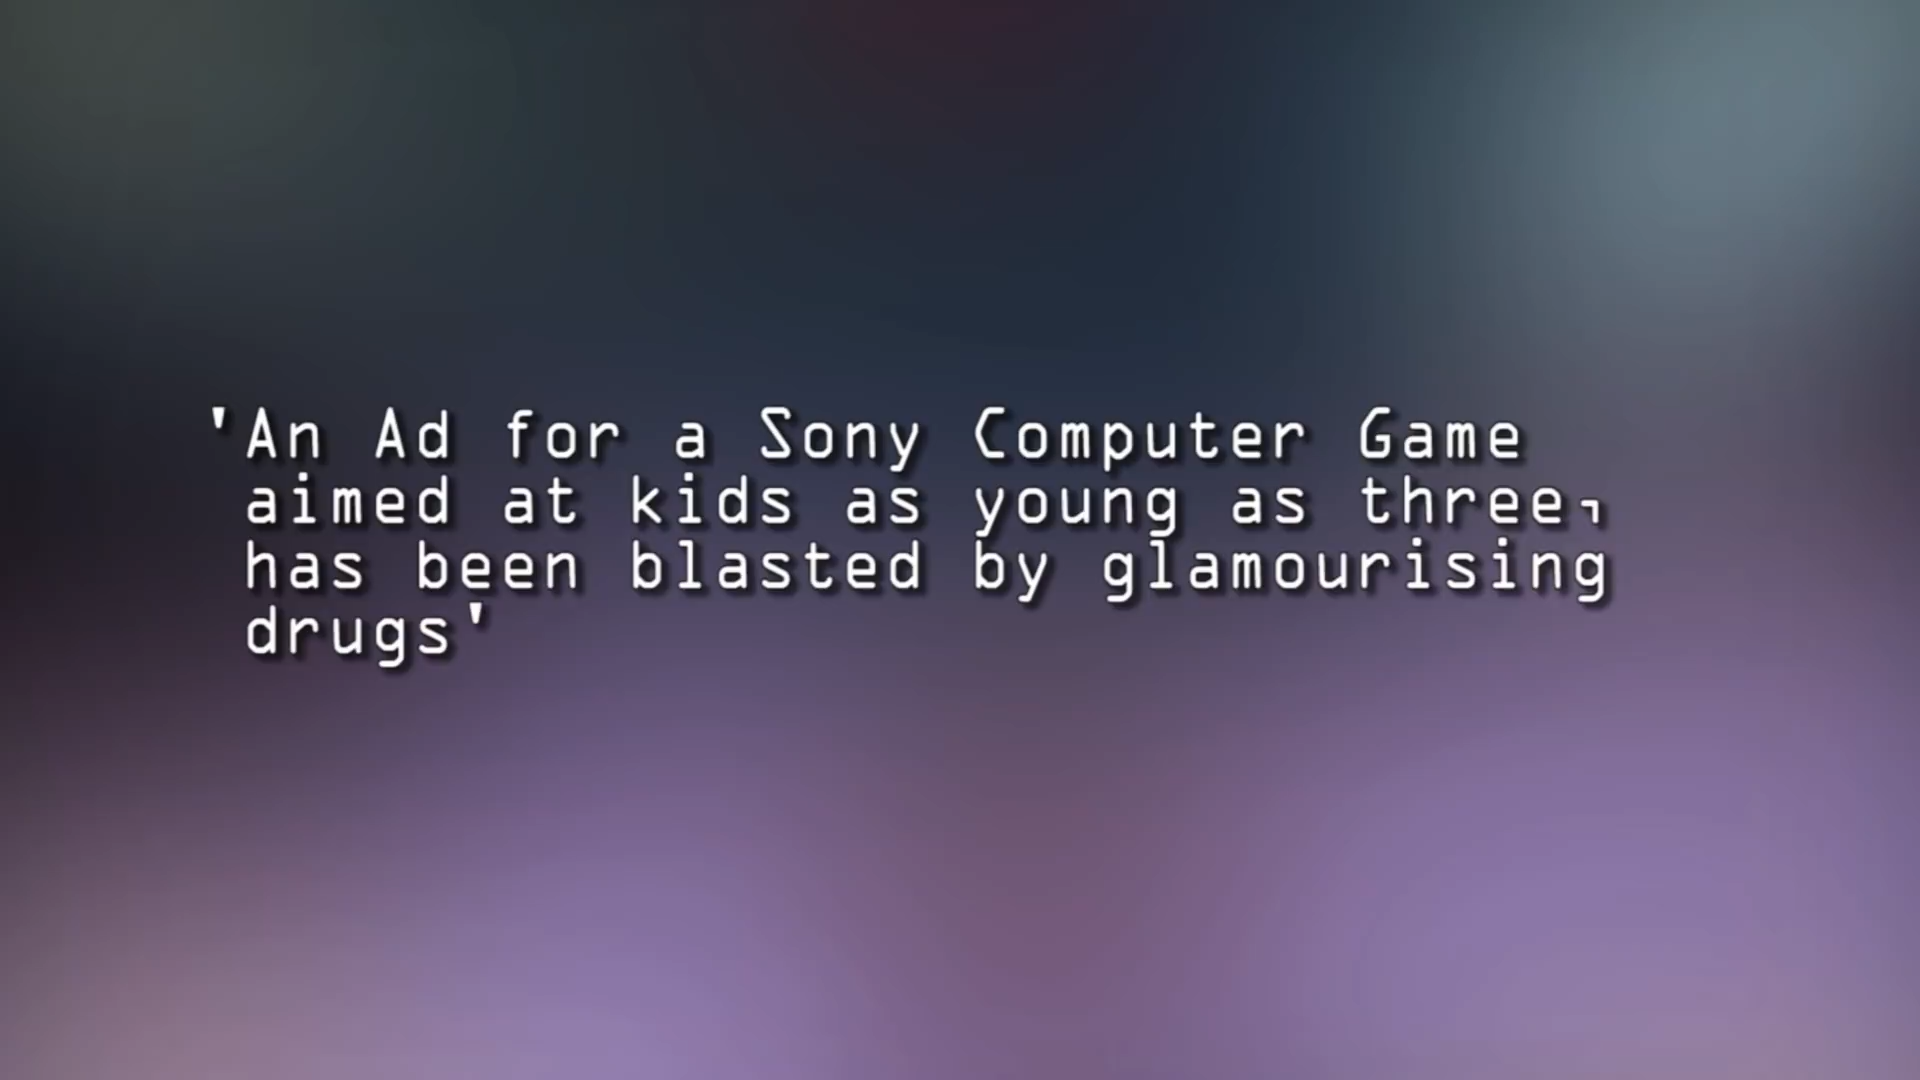 'An Ad for a Sony Computer Game
aimed at kids as young as three,
has been blasted by glamourising
drugs'